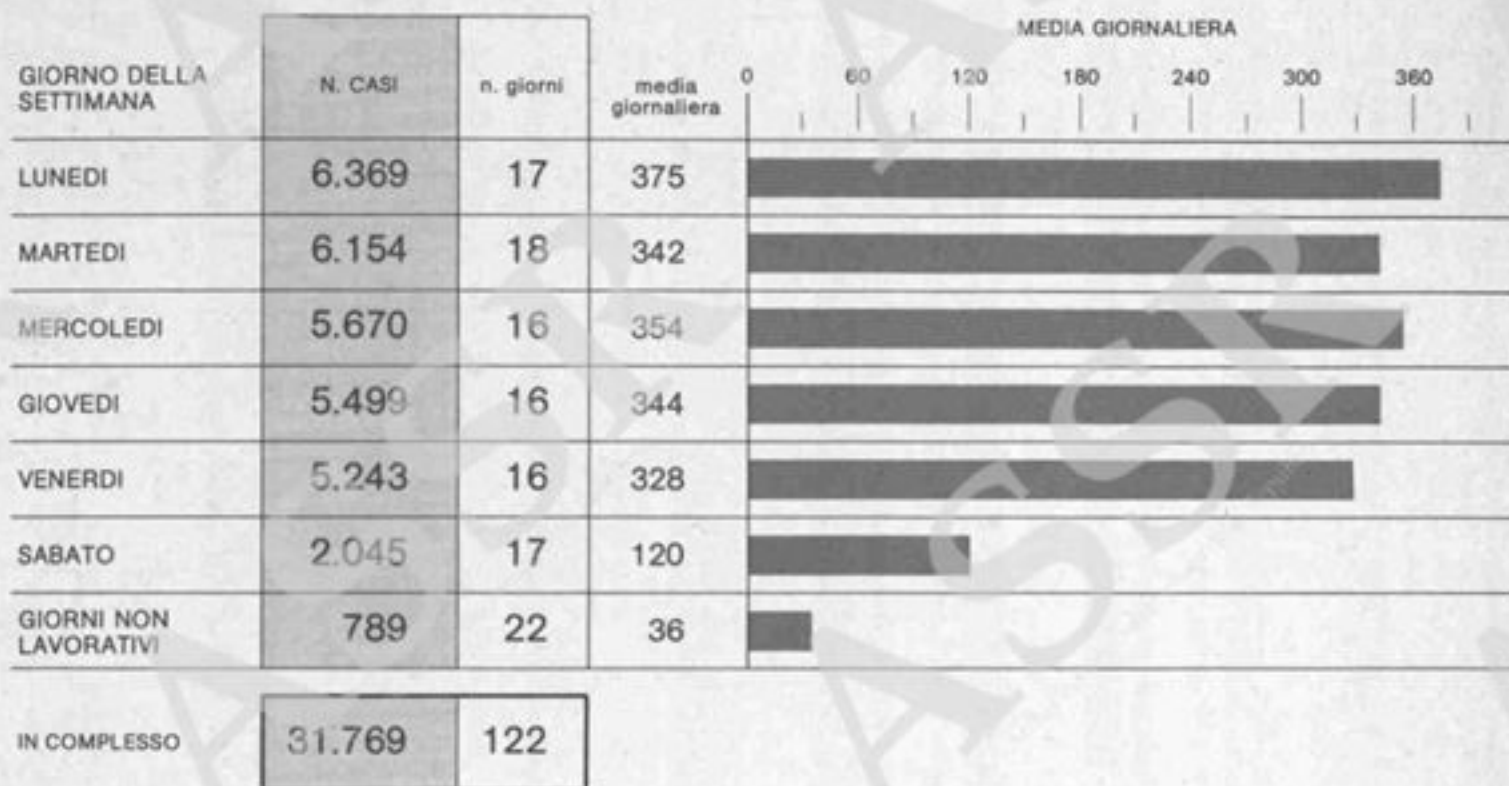 MEDIA GIORNALIERA
GIORNO DELLA
SETTIMANA
N. CASI
n. giorni
media
giornaliera
0 60 120 180 240 300 360
LUNEDI 6.369 17 375
MARTEDI 6.154 18 342
MERCOLEDI 5.670 16 354
GIOVEDI 5.499 16 344
VENERDI 5.243 16 328
SABATO 2.045 17 120
GIORNI NON
LAVORATIVI 789 22 36
IN COMPLESSO 31.769 122
ASSR